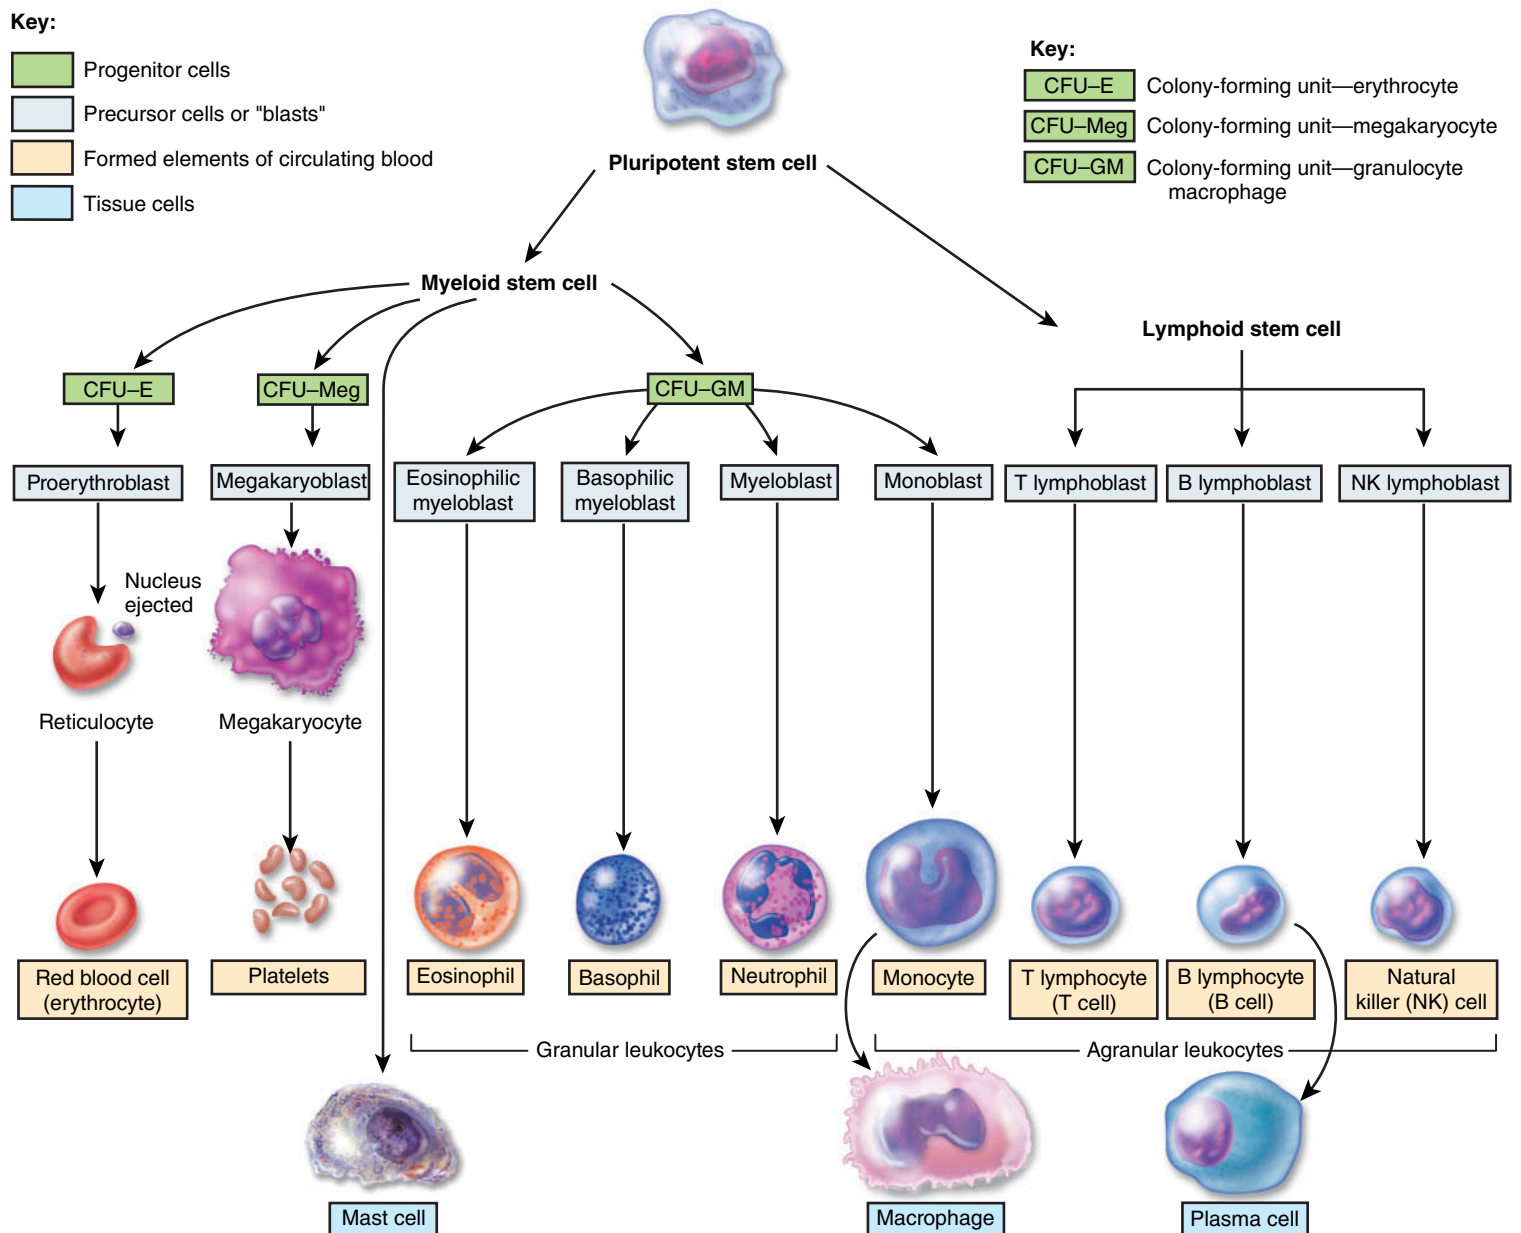 Key:
Progenitor cells
Precursor cells or "blasts"
Formed elements of circulating blood
Tissue cells
Key:
CFU–E Colony-forming unit—erythrocyte
CFU–Meg Colony-forming unit—megakaryocyte
CFU–GM Colony-forming unit—granulocyte
macrophage
Pluripotent stem cell
Myeloid stem cell
Lymphoid stem cell
CFU–E
CFU–Meg
CFU–GM
Proerythroblast
Megakaryoblast
Eosinophilic
myeloblast
Basophilic
myeloblast
Myeloblast
Monoblast
T lymphoblast
B lymphoblast
NK lymphoblast
Nucleus
ejected
Reticulocyte
Megakaryocyte
Red blood cell
(erythrocyte)
Platelets
Eosinophil
Basophil
Neutrophil
Monocyte
T lymphocyte
(T cell)
B lymphocyte
(B cell)
Natural
killer (NK) cell
Granular leukocytes
Agranular leukocytes
Mast cell
Macrophage
Plasma cell